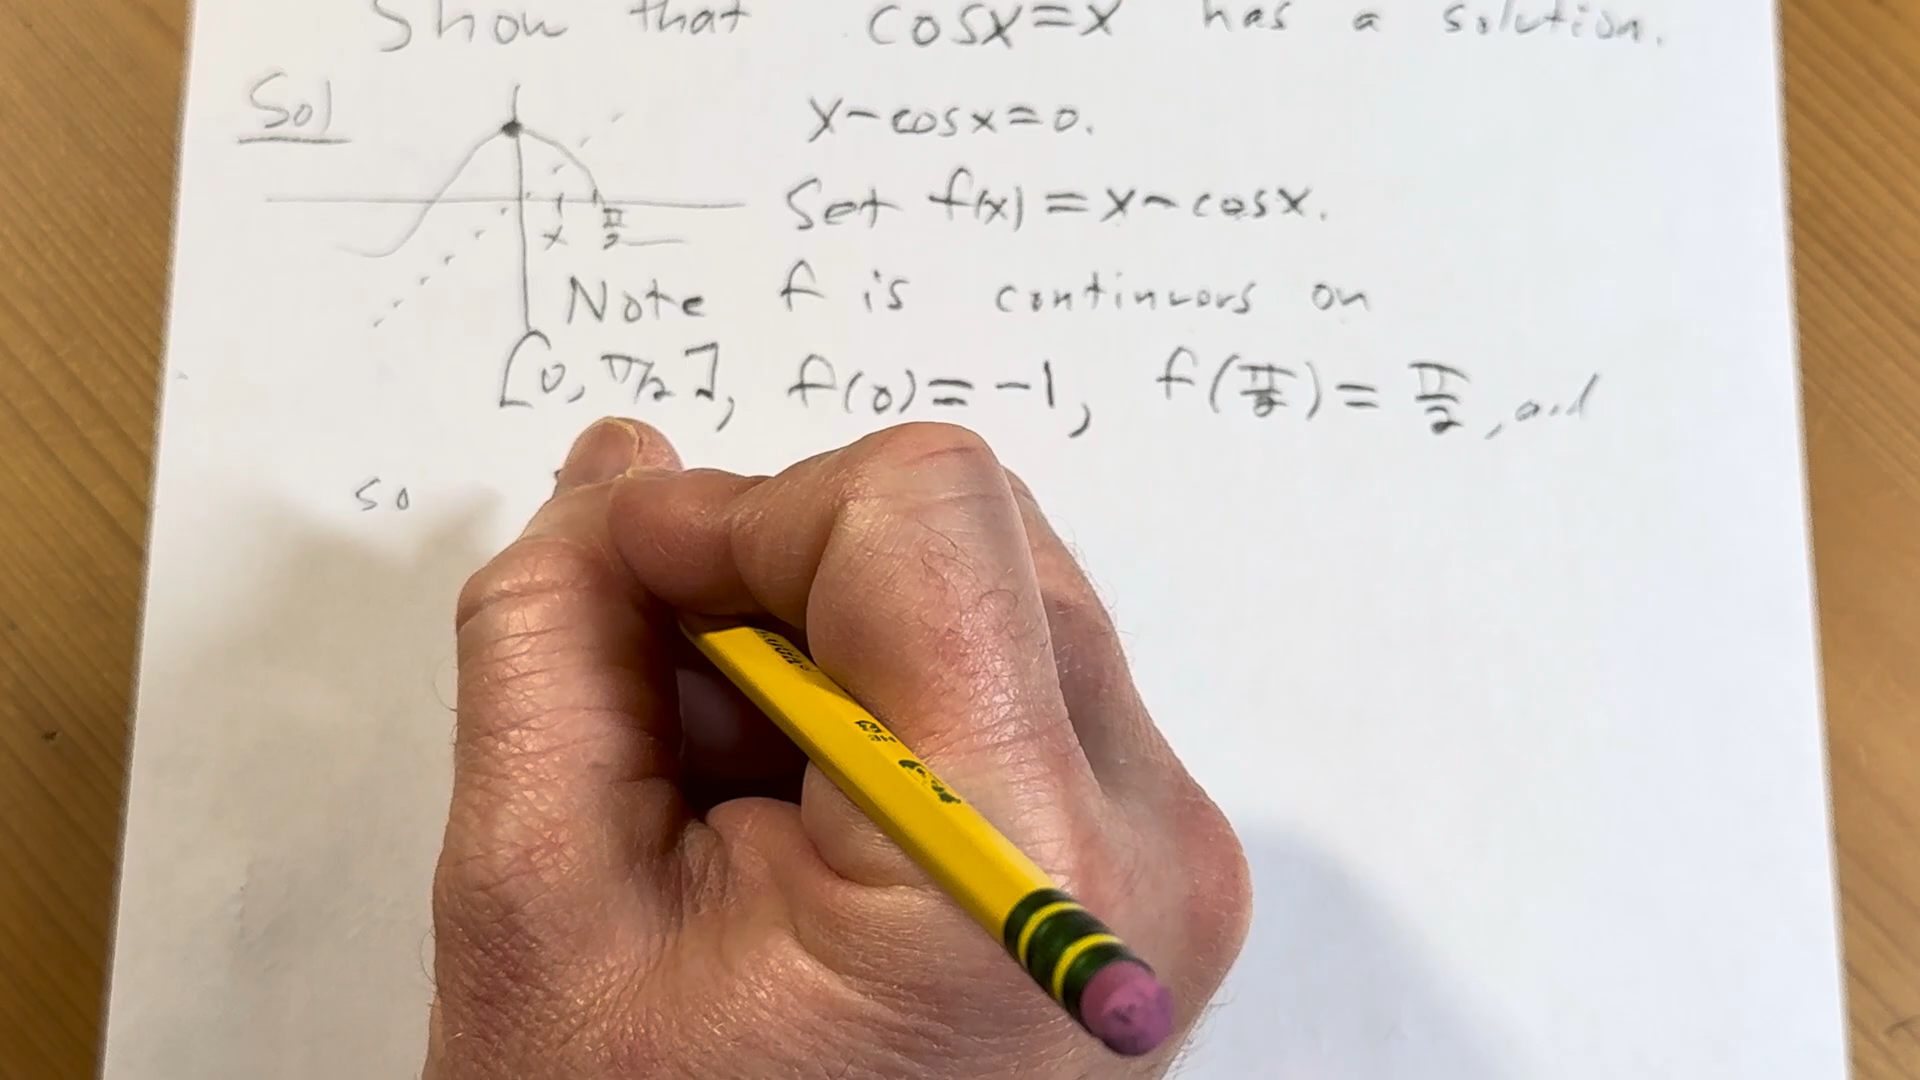 Show that cosx=x has a solution.
Sol
x-cosx=0.
Set f(x)=x-cosx.
x π/2
Note f is continuous on
[0, π/2], f(0)=-1, f(π/2)=π/2, and
so
HB